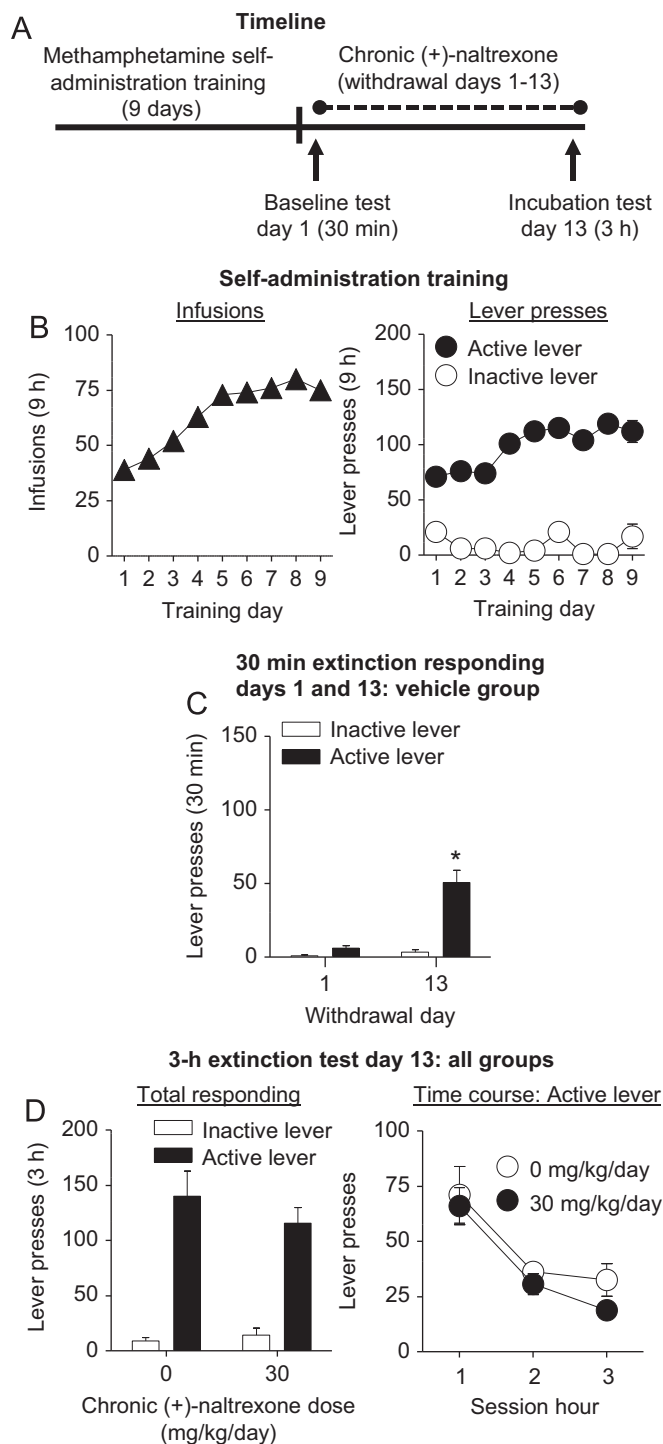 A
Timeline
Methamphetamine self-
administration training
(9 days)
Chronic (+)-naltrexone
(withdrawal days 1-13)
Baseline test
day 1 (30 min)
Incubation test
day 13 (3 h)
Self-administration training
B
Infusions
Infusions (9 h)
100
75
50
25
0
1 2 3 4 5 6 7 8 9
Training day
Lever presses
Active lever
Inactive lever
Lever presses (9 h)
200
150
100
50
0
1 2 3 4 5 6 7 8 9
Training day
30 min extinction responding
days 1 and 13: vehicle group
C
Inactive lever
Active lever
Lever presses (30 min)
150
100
50
0
*
1 13
Withdrawal day
3-h extinction test day 13: all groups
D
Total responding
Inactive lever
Active lever
Lever presses (3 h)
200
150
100
50
0
0 30
Chronic (+)-naltrexone dose
(mg/kg/day)
Time course: Active lever
0 mg/kg/day
30 mg/kg/day
Lever presses
75
50
25
0
1 2 3
Session hour